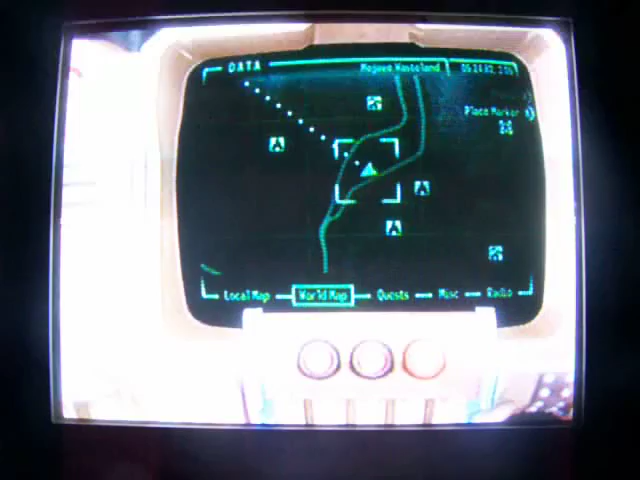 DATA Mojave Wasteland
Place Marker
Local Map World Map Quests Misc Radio